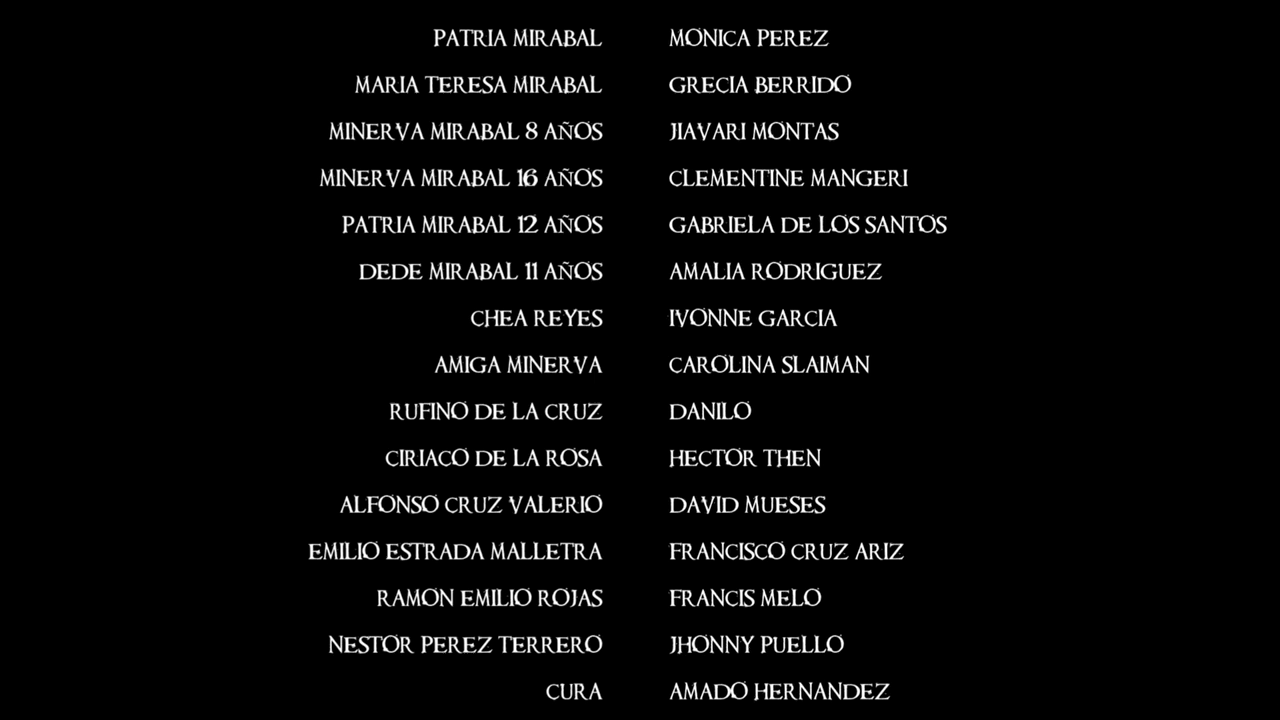 PATRIA MIRABAL MONICA PEREZ
MARIA TERESA MIRABAL GRECIA BERRIDO
MINERVA MIRABAL 8 AÑOS JIAVARI MONTAS
MINERVA MIRABAL 16 AÑOS CLEMENTINE MANGERI
PATRIA MIRABAL 12 AÑOS GABRIELA DE LOS SANTOS
DEDE MIRABAL 11 AÑOS AMALIA RODRIGUEZ
CHEA REYES IVONNE GARCIA
AMIGA MINERVA CAROLINA SLAIMAN
RUFINO DE LA CRUZ DANILO
CIRIACO DE LA ROSA HECTOR THEN
ALFONSO CRUZ VALERIO DAVID MUESES
EMILIO ESTRADA MALLETRA FRANCISCO CRUZ ARIZ
RAMON EMILIO ROJAS FRANCIS MELO
NESTOR PEREZ TERRERO JHONNY PUELLO
CURA AMADO HERNANDEZ